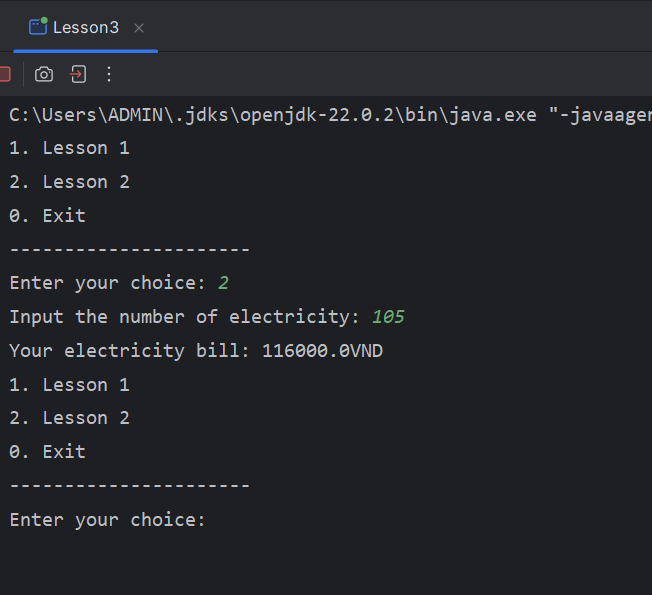 Lesson3
C:\Users\ADMIN\.jdks\openjdk-22.0.2\bin\java.exe "-javaager
1. Lesson 1
2. Lesson 2
0. Exit
----------------------
Enter your choice: 2
Input the number of electricity: 105
Your electricity bill: 116000.0VND
1. Lesson 1
2. Lesson 2
0. Exit
----------------------
Enter your choice: